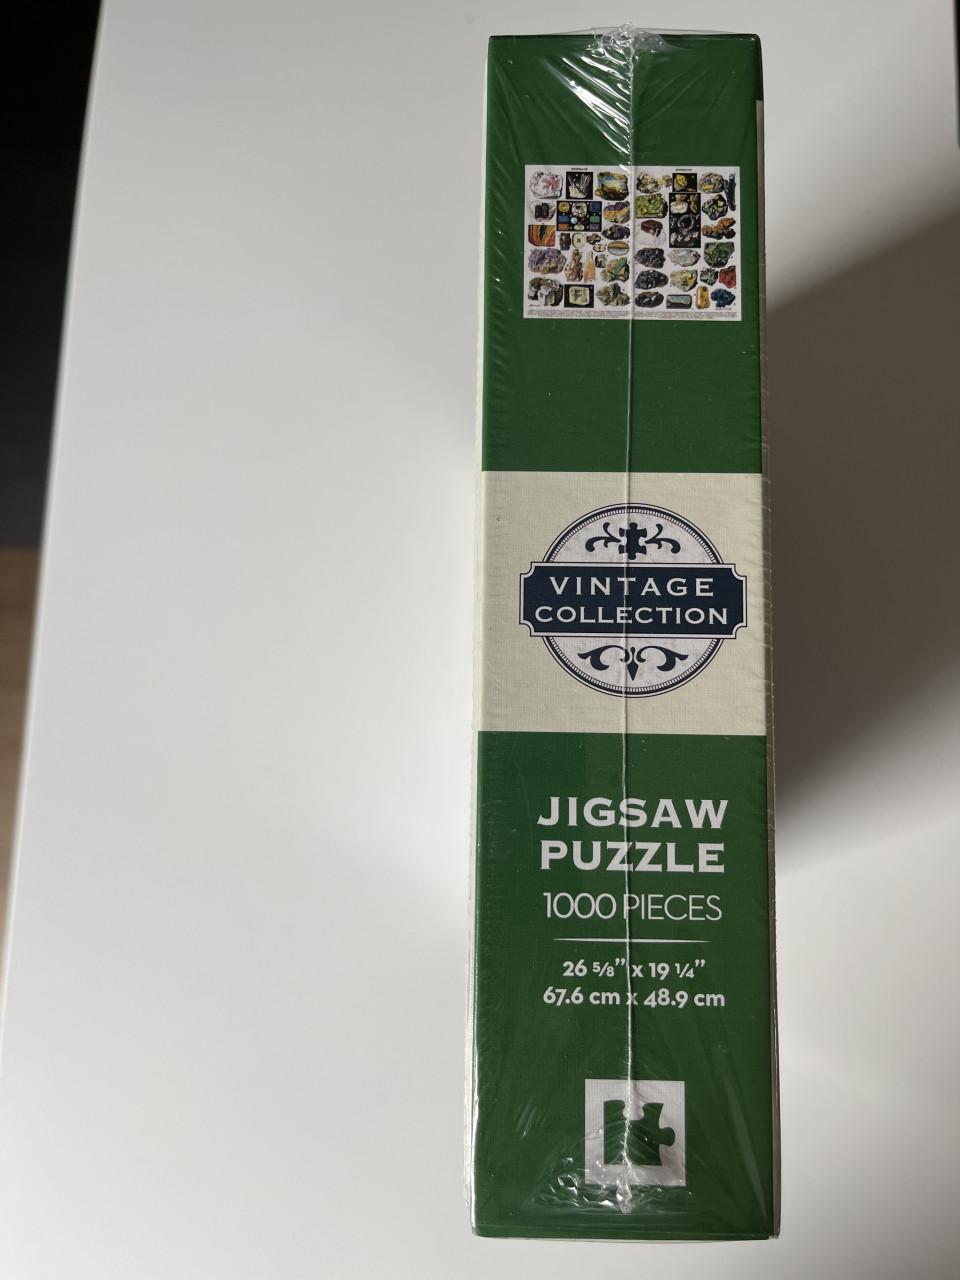 VINTAGE
COLLECTION
JIGSAW
PUZZLE
1000 PIECES
26 5/8” x 19 1/4”
67.6 cm x 48.9 cm